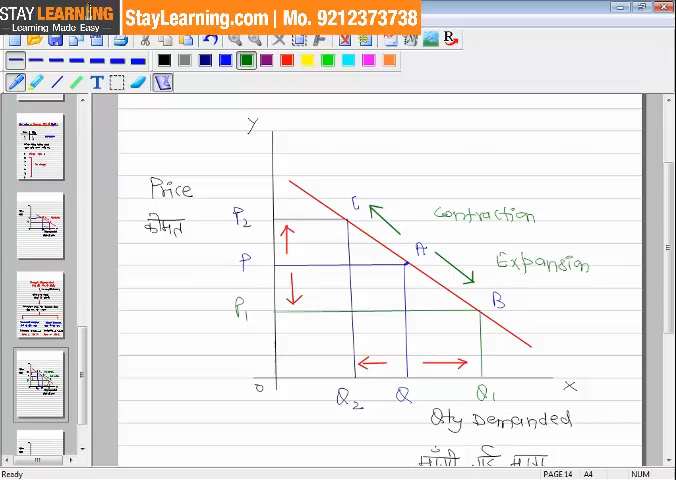 STAY LEARNING
Learning Made Easy
StayLearning.com | Mo. 9212373738
Y
Price
कीमत
P2
P
P1
C
A
B
Contraction
Expansion
O
Q2
Q
Q1
X
Qty Demanded
मांगी गई मात्रा
Ready
PAGE 14
A4
NUM